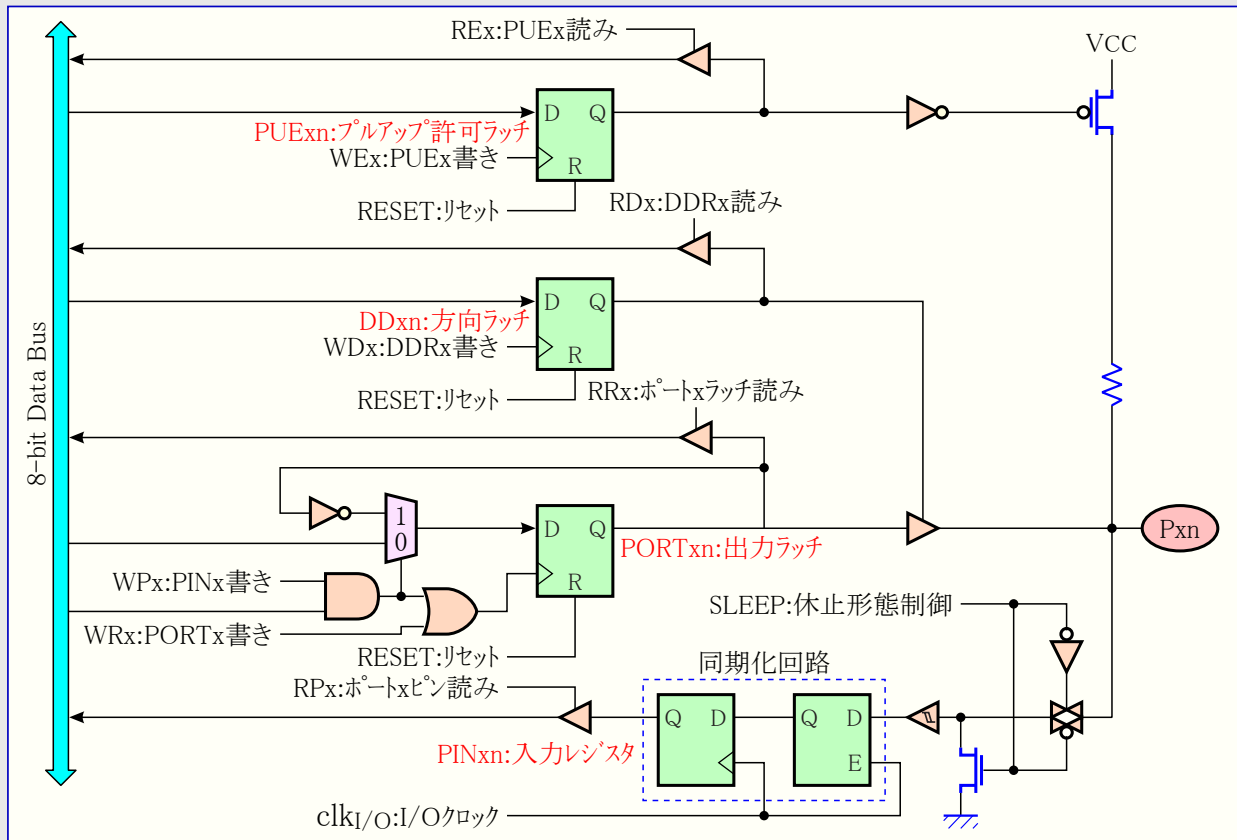 REx:PUEx読み
VCC
D Q
PUExn:プルアップ許可ラッチ
WEx:PUEx書き
R
RESET:リセット
RDx:DDRx読み
8-bit Data Bus
D Q
DDxn:方向ラッチ
WDx:DDRx書き
R
RESET:リセット
RRx:ポートxラッチ読み
1
0
D Q
PORTxn:出力ラッチ
Pxn
WPx:PINx書き
R
WRx:PORTx書き
SLEEP:休止形態制御
RESET:リセット
同期化回路
RPx:ポートxピン読み
Q D
Q D
PINxn:入力レジスタ
E
clkI/O:I/Oクロック